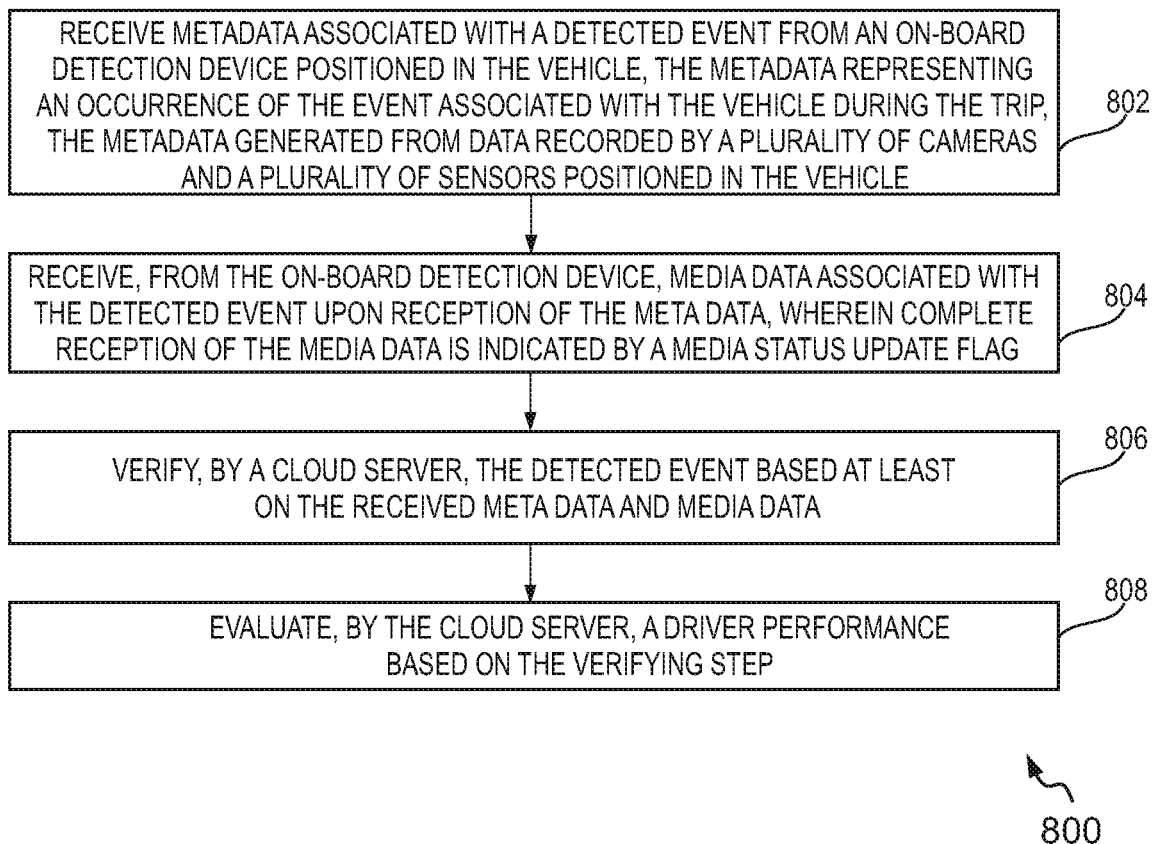 RECEIVE METADATA ASSOCIATED WITH A DETECTED EVENT FROM AN ON-BOARD
DETECTION DEVICE POSITIONED IN THE VEHICLE, THE METADATA REPRESENTING
AN OCCURRENCE OF THE EVENT ASSOCIATED WITH THE VEHICLE DURING THE TRIP,
THE METADATA GENERATED FROM DATA RECORDED BY A PLURALITY OF CAMERAS
AND A PLURALITY OF SENSORS POSITIONED IN THE VEHICLE
802
RECEIVE, FROM THE ON-BOARD DETECTION DEVICE, MEDIA DATA ASSOCIATED WITH
THE DETECTED EVENT UPON RECEPTION OF THE META DATA, WHEREIN COMPLETE
RECEPTION OF THE MEDIA DATA IS INDICATED BY A MEDIA STATUS UPDATE FLAG
804
VERIFY, BY A CLOUD SERVER, THE DETECTED EVENT BASED AT LEAST
ON THE RECEIVED META DATA AND MEDIA DATA
806
EVALUATE, BY THE CLOUD SERVER, A DRIVER PERFORMANCE
BASED ON THE VERIFYING STEP
808
800